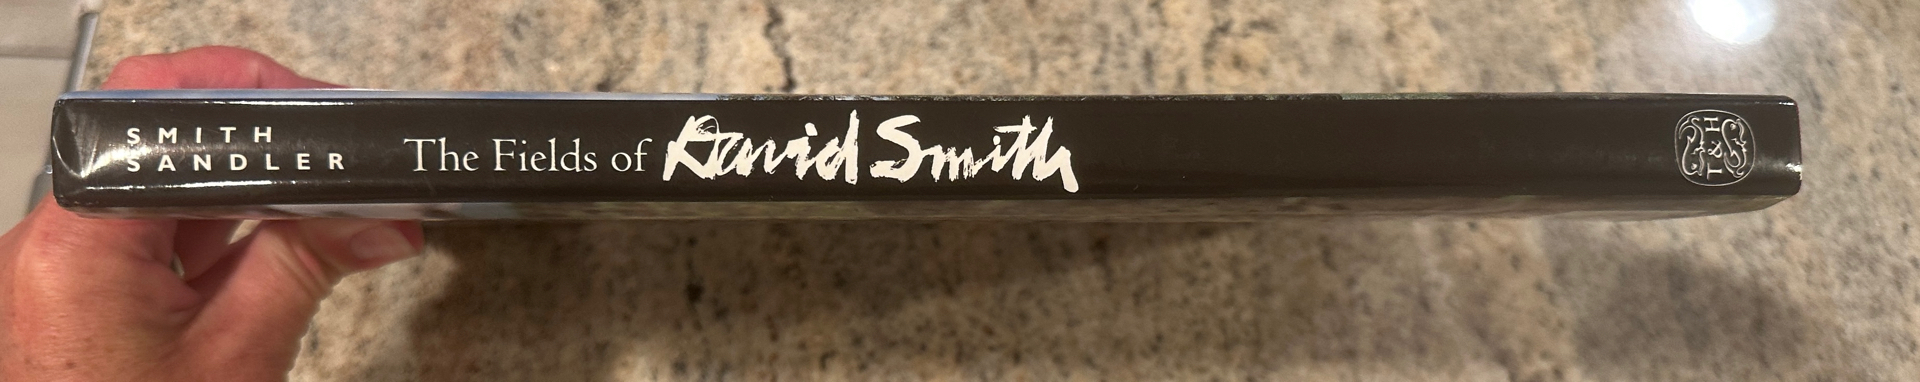 SMITH
SANDLER
The Fields of David Smith
T&H